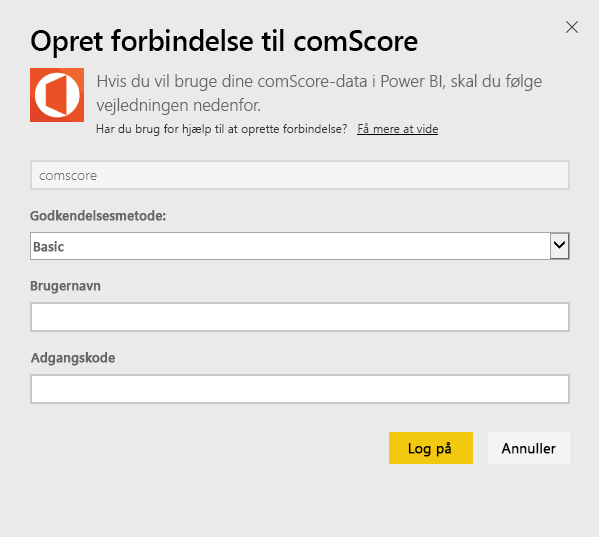 Opret forbindelse til comScore
Hvis du vil bruge dine comScore-data i Power BI, skal du følge
vejledningen nedenfor.
Har du brug for hjælp til at oprette forbindelse? Få mere at vide
comscore
Godkendelsesmetode:
Basic
Brugernavn
Adgangskode
Log på
Annuller